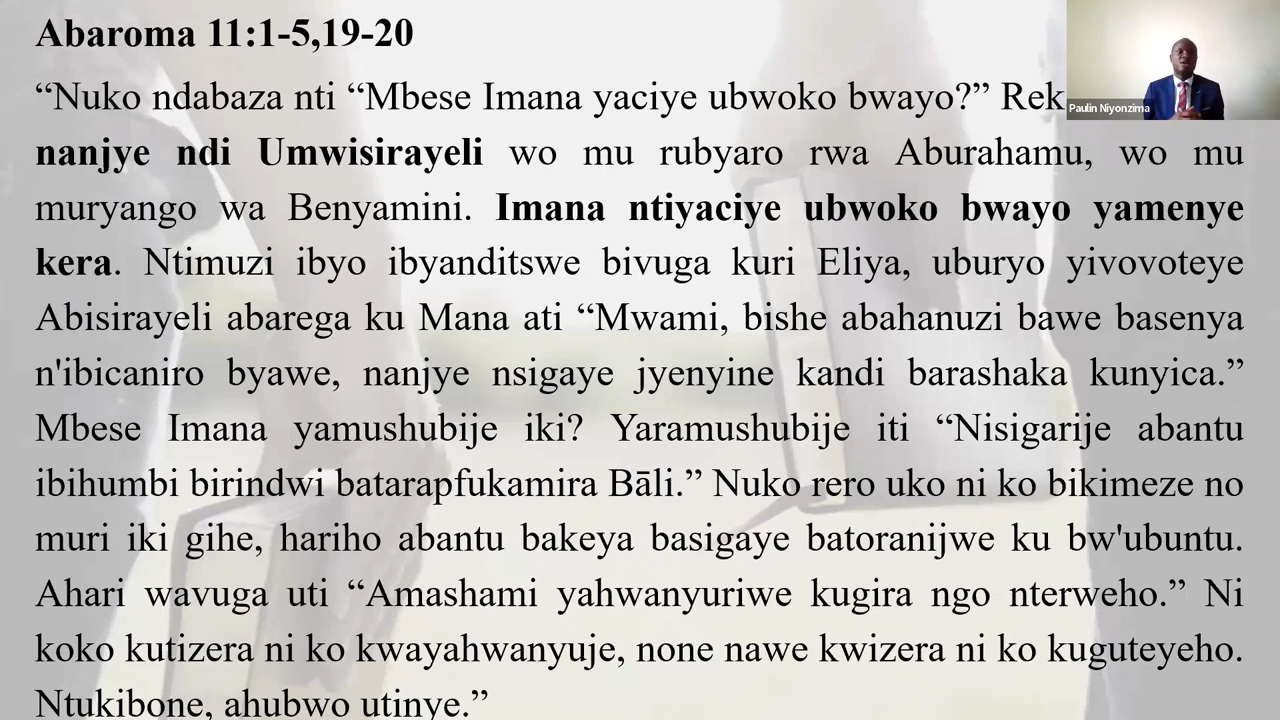 Abaroma 11:1-5,19-20
“Nuko ndabaza nti “Mbese Imana yaciye ubwoko bwayo?” Rek
Paulin Niyonzima
nanjye ndi Umwisirayeli wo mu rubyaro rwa Aburahamu, wo mu
muryango wa Benyamini. Imana ntiyaciye ubwoko bwayo yamenye
kera. Ntimuzi ibyo ibyanditswe bivuga kuri Eliya, uburyo yivovoteye
Abisirayeli abarega ku Mana ati “Mwami, bishe abahanuzi bawe basenya
n'ibicaniro byawe, nanjye nsigaye jyenyine kandi barashaka kunyica.”
Mbese Imana yamushubije iki? Yaramushubije iti “Nisigarije abantu
ibihumbi birindwi batarapfukamira Bāli.” Nuko rero uko ni ko bikimeze no
muri iki gihe, hariho abantu bakeya basigaye batoranijwe ku bw'ubuntu.
Ahari wavuga uti “Amashami yahwanyuriwe kugira ngo nterweho.” Ni
koko kutizera ni ko kwayahwanyuje, none nawe kwizera ni ko kuguteyeho.
Ntukibone, ahubwo utinye.”